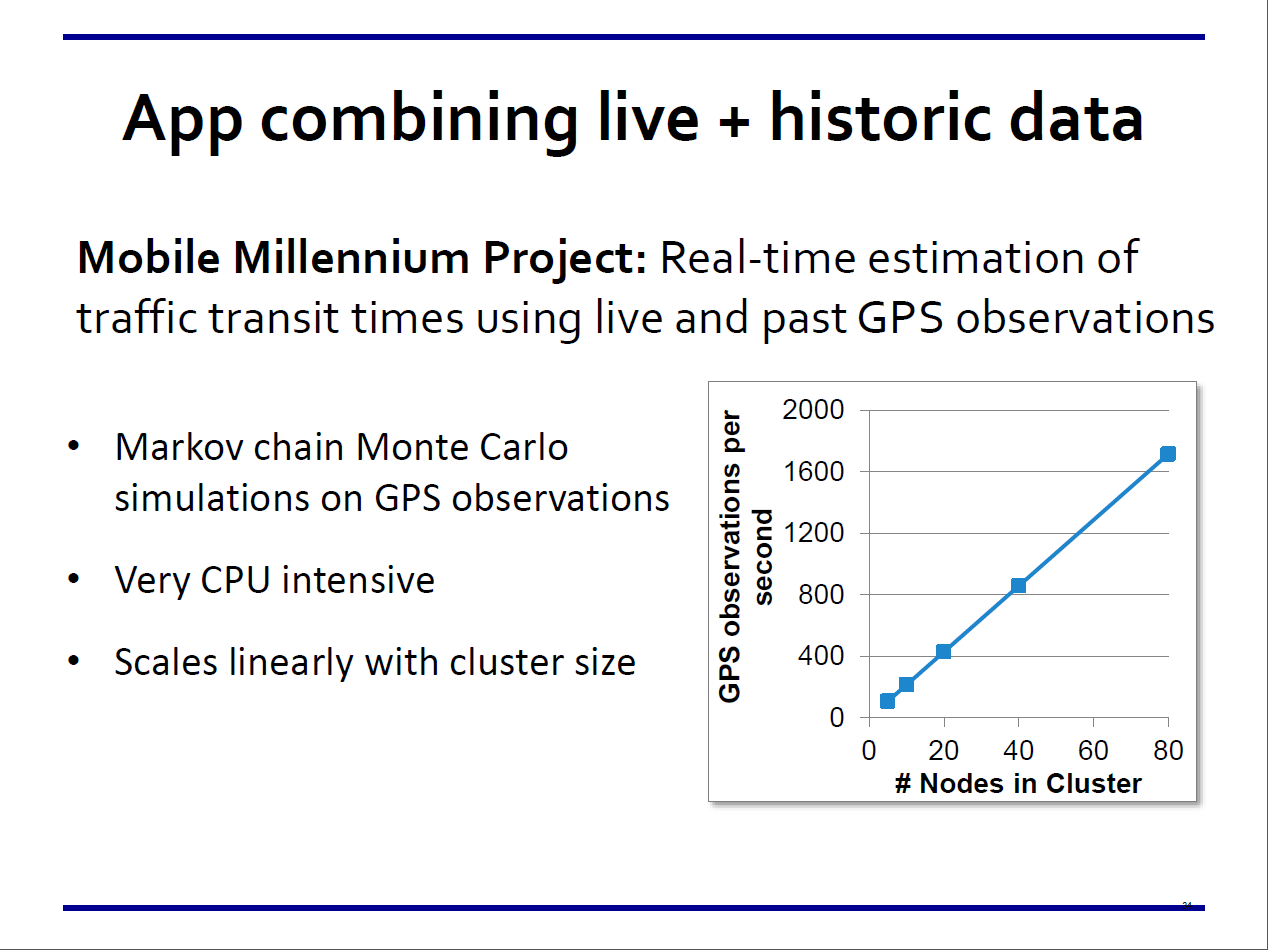 App combining live + historic data
Mobile Millennium Project: Real-time estimation of
traffic transit times using live and past GPS observations
• Markov chain Monte Carlo
simulations on GPS observations
• Very CPU intensive
• Scales linearly with cluster size
GPS observations per
second
2000
1600
1200
800
400
0
0 20 40 60 80
# Nodes in Cluster